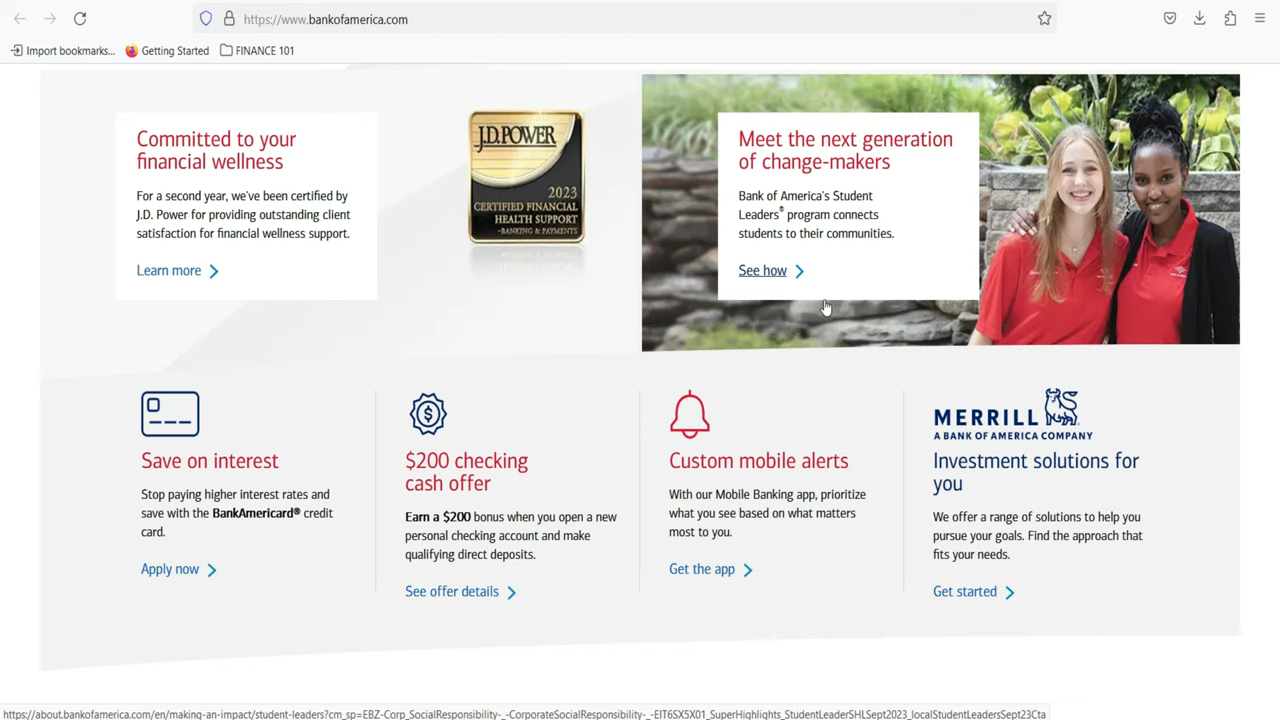 https://www.bankofamerica.com
Import bookmarks...
Getting Started
FINANCE 101
Committed to your
financial wellness
For a second year, we've been certified by
J.D. Power for providing outstanding client
satisfaction for financial wellness support.
Learn more
J.D. POWER
2023
CERTIFIED FINANCIAL
HEALTH SUPPORT
-BANKING & PAYMENTS
Meet the next generation
of change-makers
Bank of America's Student
Leaders® program connects
students to their communities.
See how
Save on interest
Stop paying higher interest rates and
save with the BankAmericard® credit
card.
Apply now
$200 checking
cash offer
Earn a $200 bonus when you open a new
personal checking account and make
qualifying direct deposits.
See offer details
Custom mobile alerts
With our Mobile Banking app, prioritize
what you see based on what matters
most to you.
Get the app
MERRILL
A BANK OF AMERICA COMPANY
Investment solutions for
you
We offer a range of solutions to help you
pursue your goals. Find the approach that
fits your needs.
Get started
https://about.bankofamerica.com/en/making-an-impact/student-leaders?cm_sp=EBZ-Corp_SocialResponsibility-_-CorporateSocialResponsibility-_-EIT6SX5X01_SuperHighlights_StudentLeaderSHLSept2023_localStudentLeadersSept23Cta